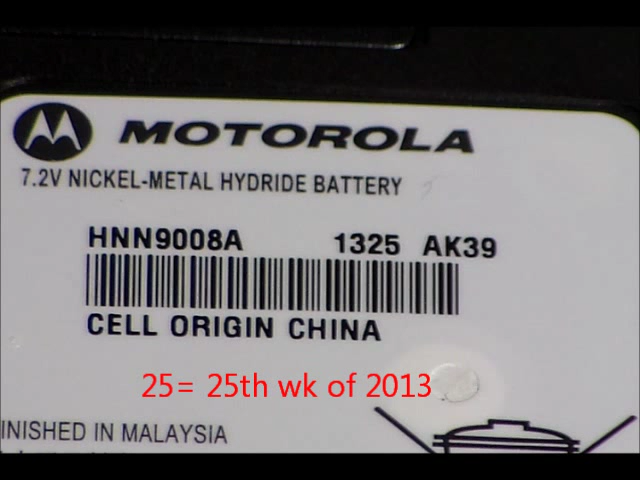 MOTOROLA
7.2V NICKEL-METAL HYDRIDE BATTERY
HNN9008A 1325 AK39
CELL ORIGIN CHINA
25= 25th wk of 2013
INISHED IN MALAYSIA